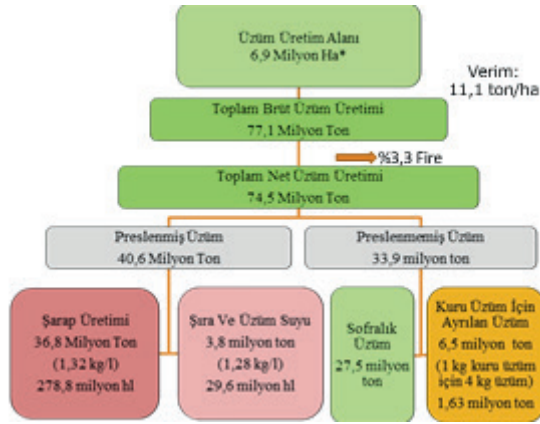 Üzüm Üretim Alanı
6,9 Milyon Ha*
Verim:
11,1 ton/ha
Toplam Brüt Üzüm Üretimi
77,1 Milyon Ton
%3,3 Fire
Toplam Net Üzüm Üretimi
74,5 Milyon Ton
Preslenmiş Üzüm
40,6 Milyon Ton
Preslenmemiş Üzüm
33,9 milyon ton
Şarap Üretimi
36,8 Milyon Ton
(1,32 kg/l)
278,8 milyon hl
Şıra Ve Üzüm Suyu
3,8 milyon ton
(1,28 kg/l)
29,6 milyon hl
Sofralık
Üzüm
27,5 milyon
ton
Kuru Üzüm İçin
Ayrılan Üzüm
6,5 milyon ton
(1 kg kuru üzüm
için 4 kg üzüm)
1,63 milyon ton